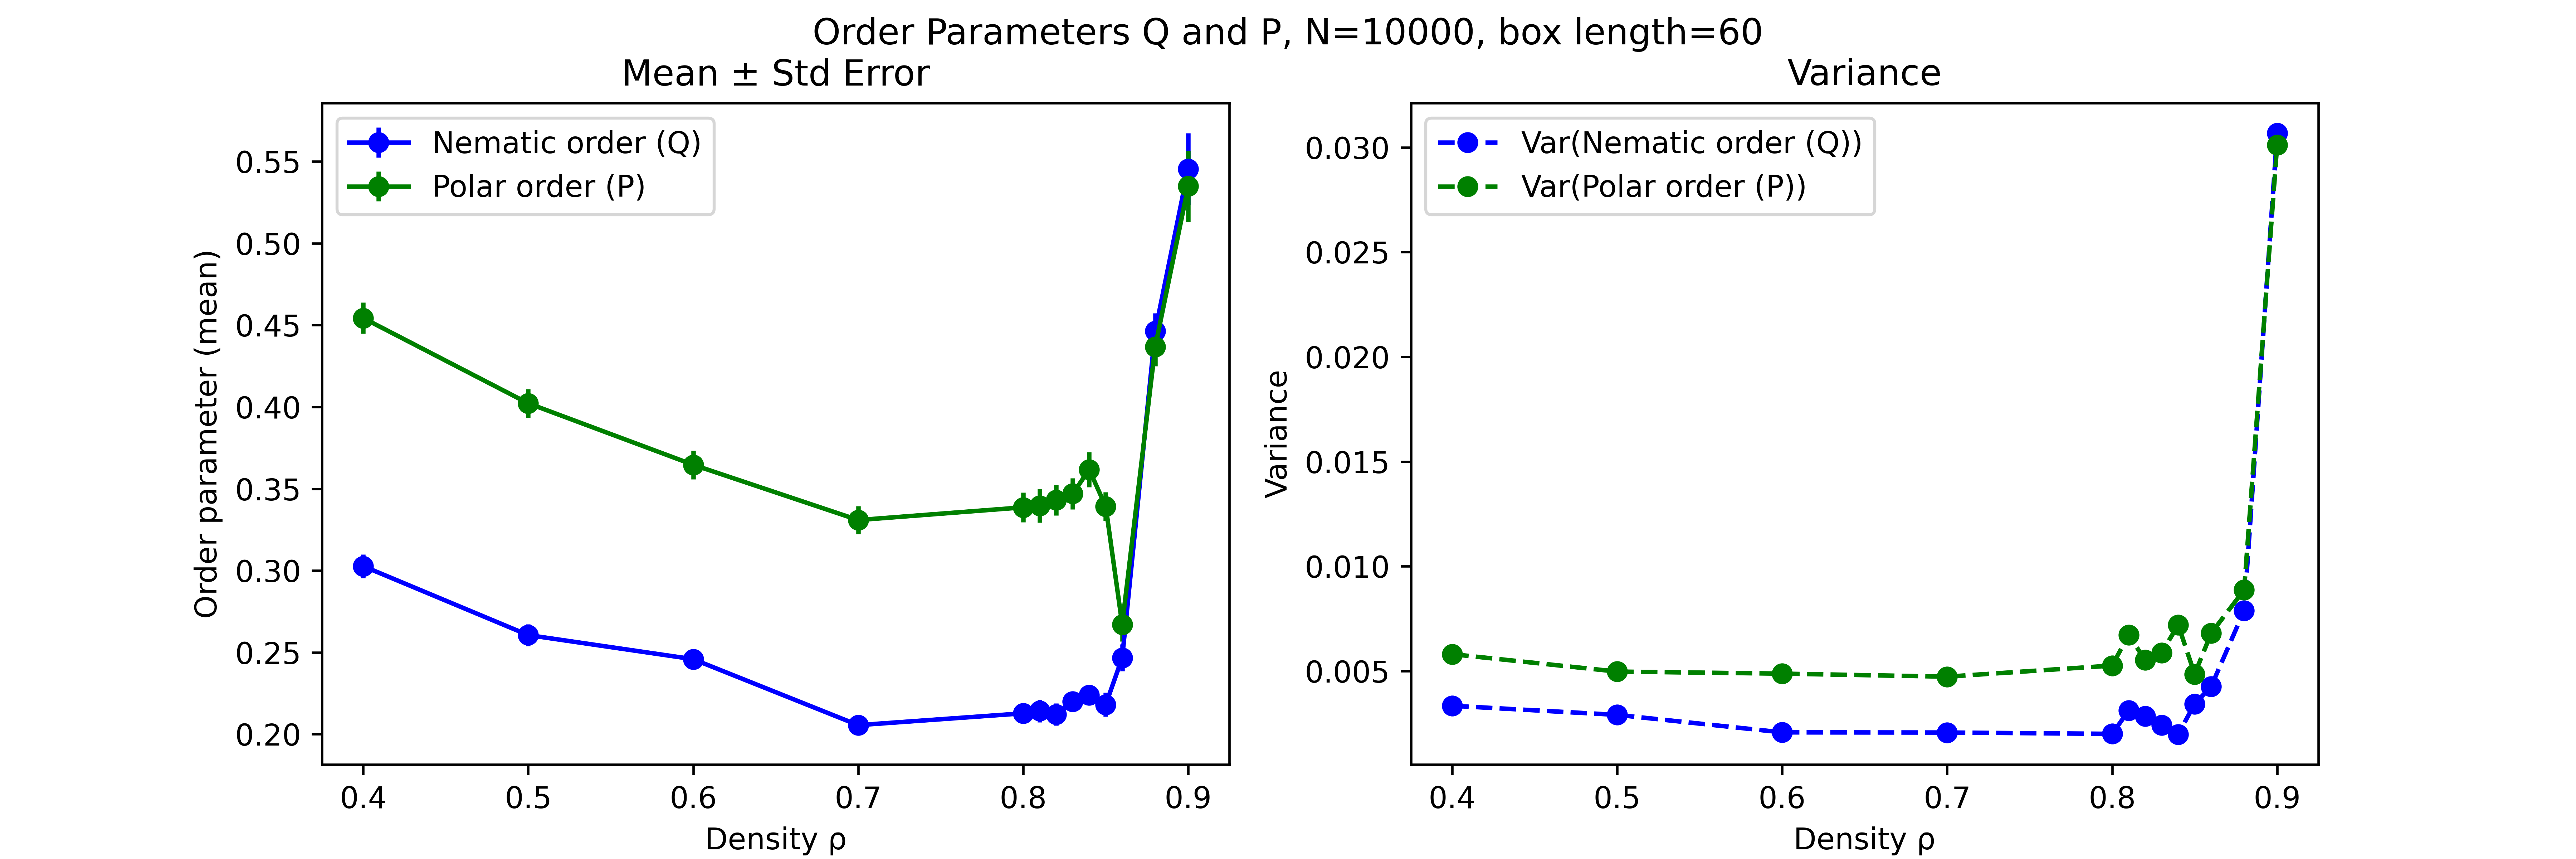 Order Parameters Q and P, N=10000, box length=60
Mean ± Std Error
Nematic order (Q)
Polar order (P)
Order parameter (mean)
0.55
0.50
0.45
0.40
0.35
0.30
0.25
0.20
0.4 0.5 0.6 0.7 0.8 0.9
Density ρ
Variance
Var(Nematic order (Q))
Var(Polar order (P))
Variance
0.030
0.025
0.020
0.015
0.010
0.005
0.4 0.5 0.6 0.7 0.8 0.9
Density ρ